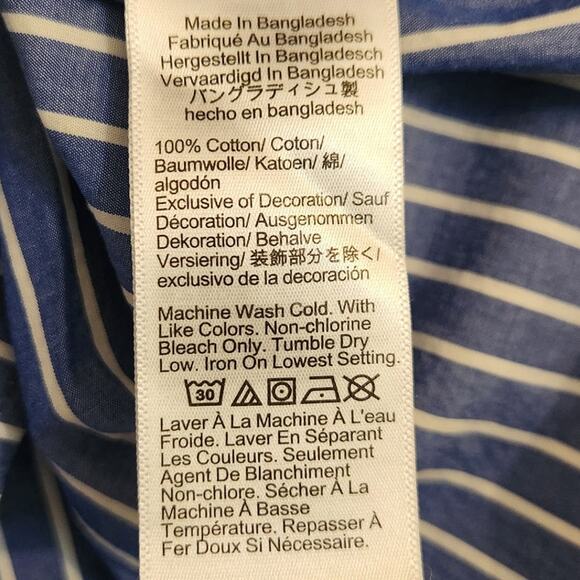 Made In Bangladesh
Fabriqué Au Bangladesh
Hergestellt In Bangladesch
Vervaardigd In Bangladesh
バングラディシュ製
hecho en bangladesh
100% Cotton/ Coton/
Baumwolle/ Katoen/ 綿/
algodón
Exclusive of Decoration/ Sauf
Décoration/ Ausgenommen
Dekoration/ Behalve
Versiering/ 装飾部分を除く/
exclusivo de la decoración
Machine Wash Cold. With
Like Colors. Non-chlorine
Bleach Only. Tumble Dry
Low. Iron On Lowest Setting.
30
Laver À La Machine À L'eau
Froide. Laver En Séparant
Les Couleurs. Seulement
Agent De Blanchiment
Non-chlore. Sécher À La
Machine À Basse
Température. Repasser À
Fer Doux Si Nécessaire.